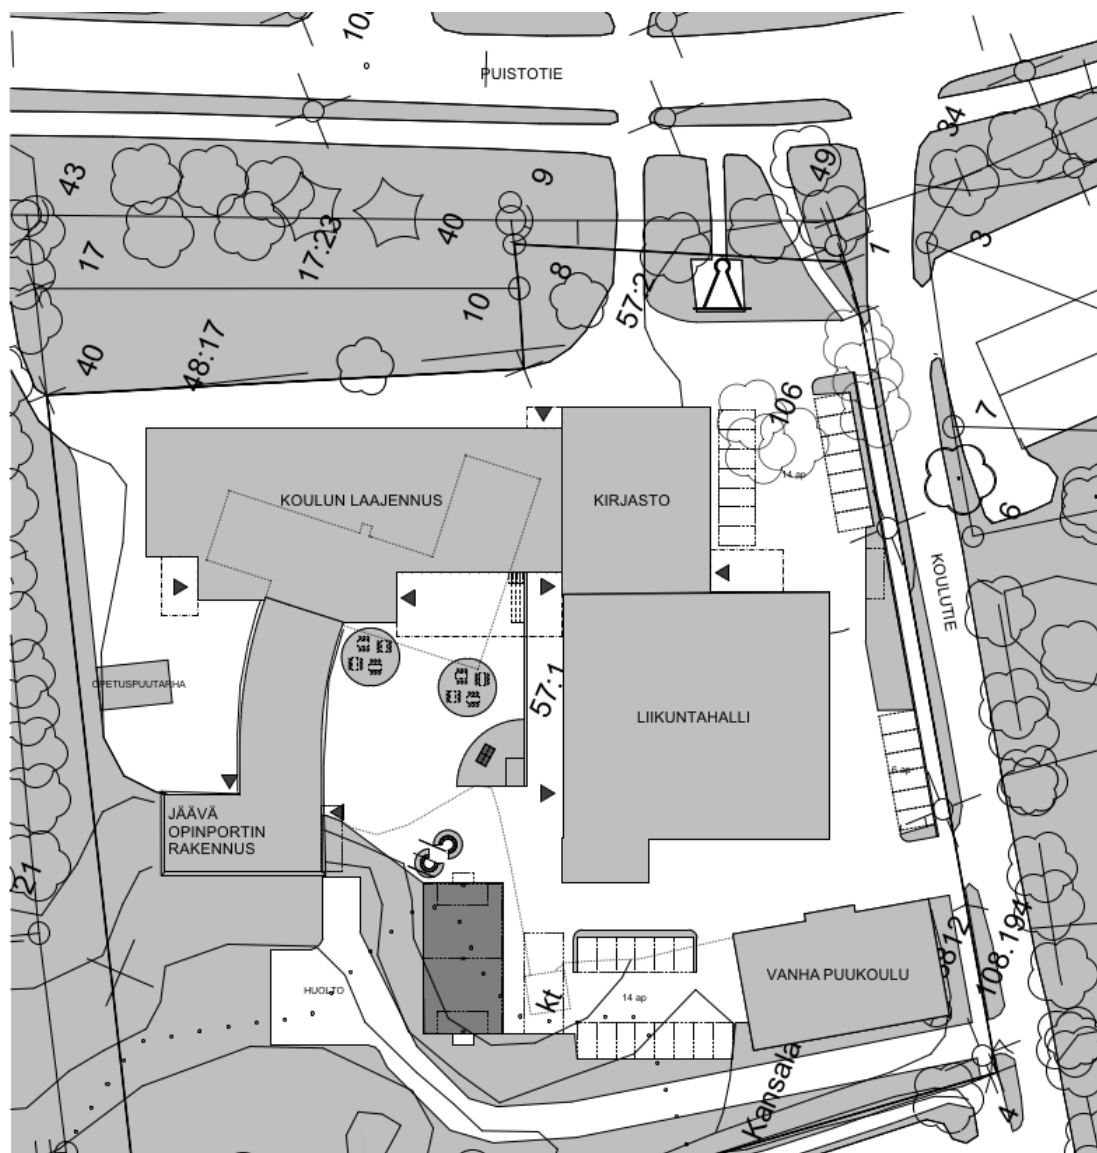 PUISTOTIE
34
43
9
49
17
17:23
40
1
3
8
57:2
10
40
48:17
106
7
14 ap
KOULUN LAAJENNUS
KIRJASTO
6
KOULUTIE
OPETUSPUUTARHA
57:1
LIIKUNTAHALLI
6 ap
JÄÄVÄ
OPINPORTIN
RAKENNUS
21
108:194
VANHA PUUKOULU
HUOLTO
kt
14 ap
Kansala
4